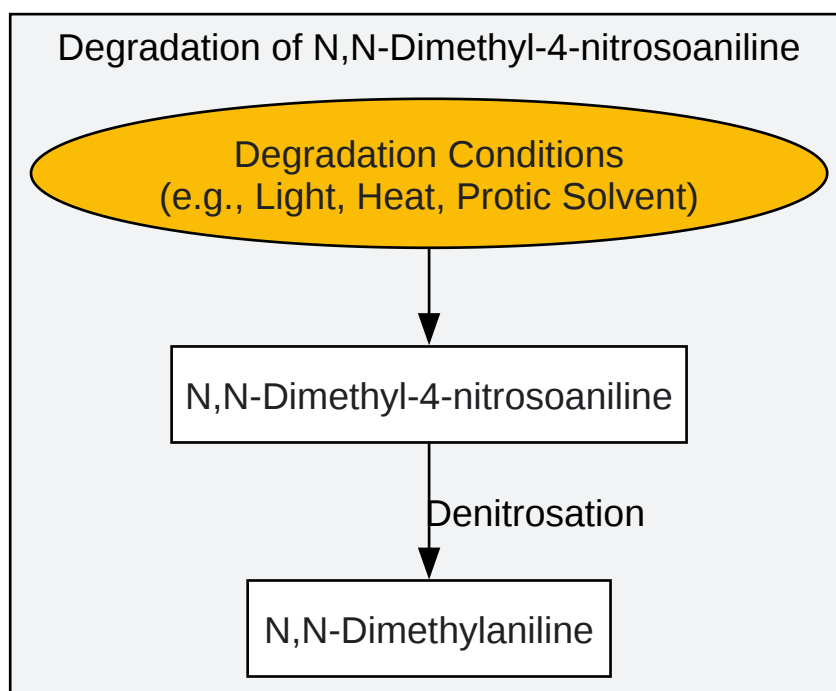 Degradation of N,N-Dimethyl-4-nitrosoaniline
Degradation Conditions
(e.g., Light, Heat, Protic Solvent)
N,N-Dimethyl-4-nitrosoaniline
Denitrosation
N,N-Dimethylaniline